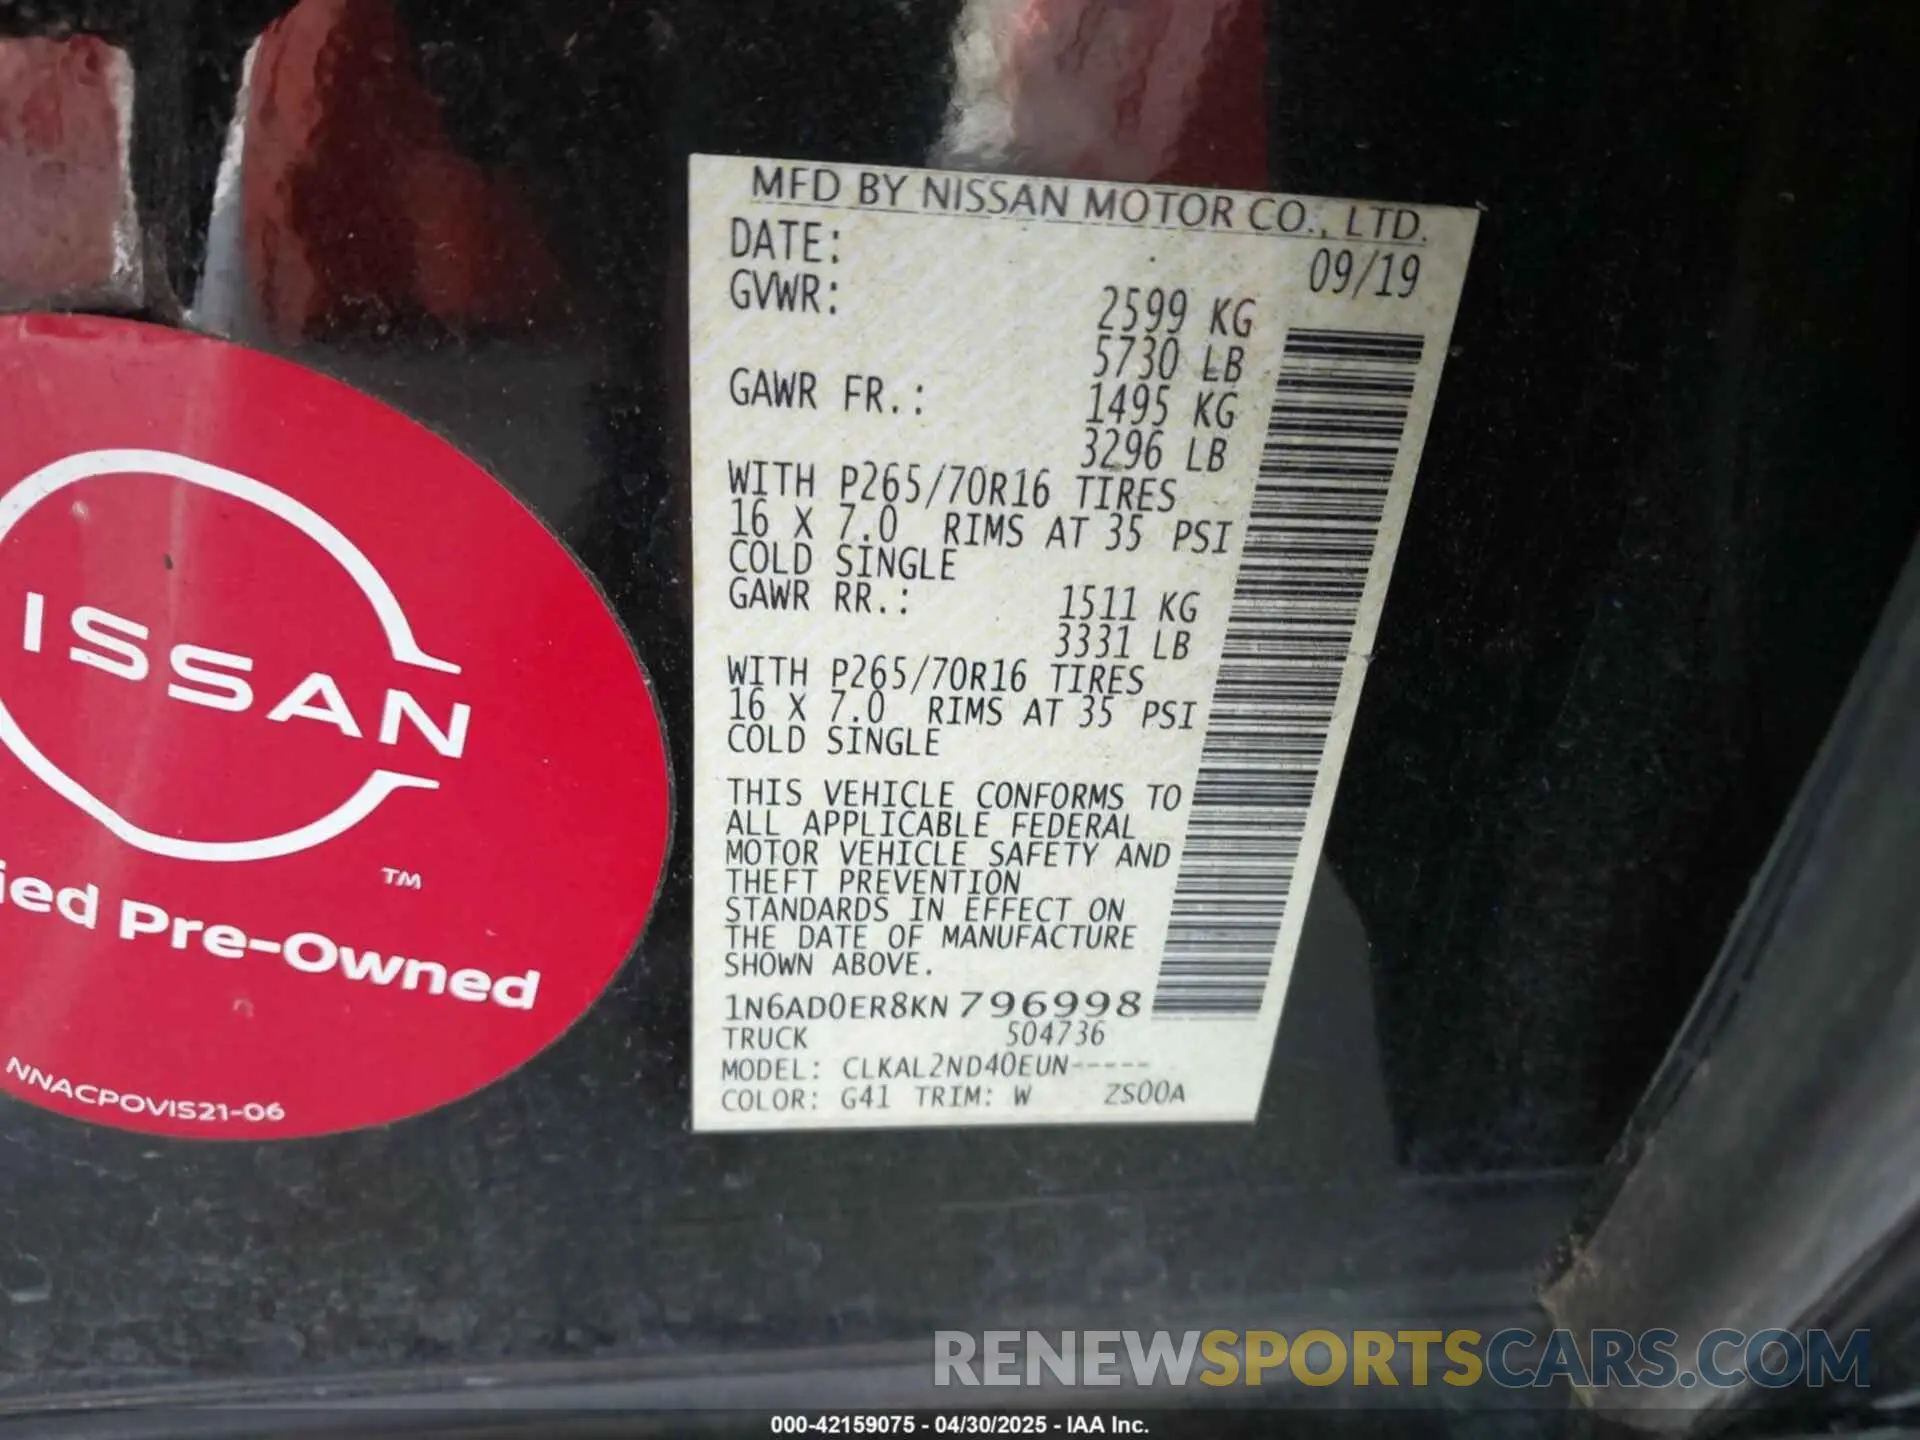 MFD BY NISSAN MOTOR CO., LTD.
DATE: 09/19
GVWR: 2599 KG
5730 LB
GAWR FR.: 1495 KG
3296 LB
WITH P265/70R16 TIRES
16 X 7.0 RIMS AT 35 PSI
COLD SINGLE
GAWR RR.: 1511 KG
3331 LB
WITH P265/70R16 TIRES
16 X 7.0 RIMS AT 35 PSI
COLD SINGLE
THIS VEHICLE CONFORMS TO
ALL APPLICABLE FEDERAL
MOTOR VEHICLE SAFETY AND
THEFT PREVENTION
STANDARDS IN EFFECT ON
THE DATE OF MANUFACTURE
SHOWN ABOVE.
1N6AD0ER8KN796998
TRUCK 504736
MODEL: CLKAL2ND40EUN-----
COLOR: G41 TRIM: W ZS00A
ISSAN
TM
ied Pre-Owned
NNACPOVIS21-06
RENEWSPORTSCARS.COM
000-42159075 - 04/30/2025 - IAA Inc.